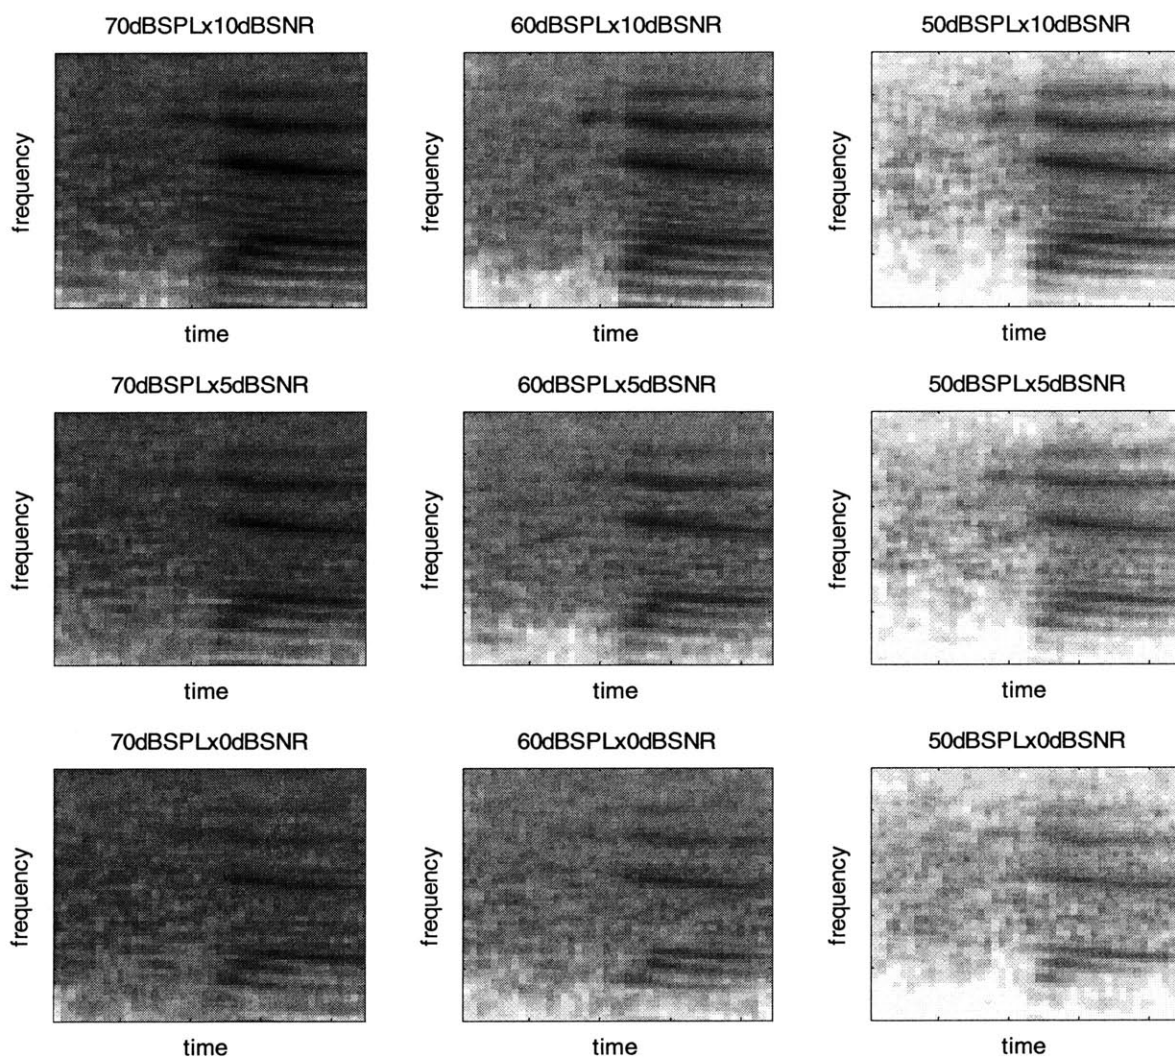 70dBSPLx10dBSNR
60dBSPLx10dBSNR
50dBSPLx10dBSNR
frequency
frequency
frequency
time
time
time
70dBSPLx5dBSNR
60dBSPLx5dBSNR
50dBSPLx5dBSNR
frequency
frequency
frequency
time
time
time
70dBSPLx0dBSNR
60dBSPLx0dBSNR
50dBSPLx0dBSNR
frequency
frequency
frequency
time
time
time